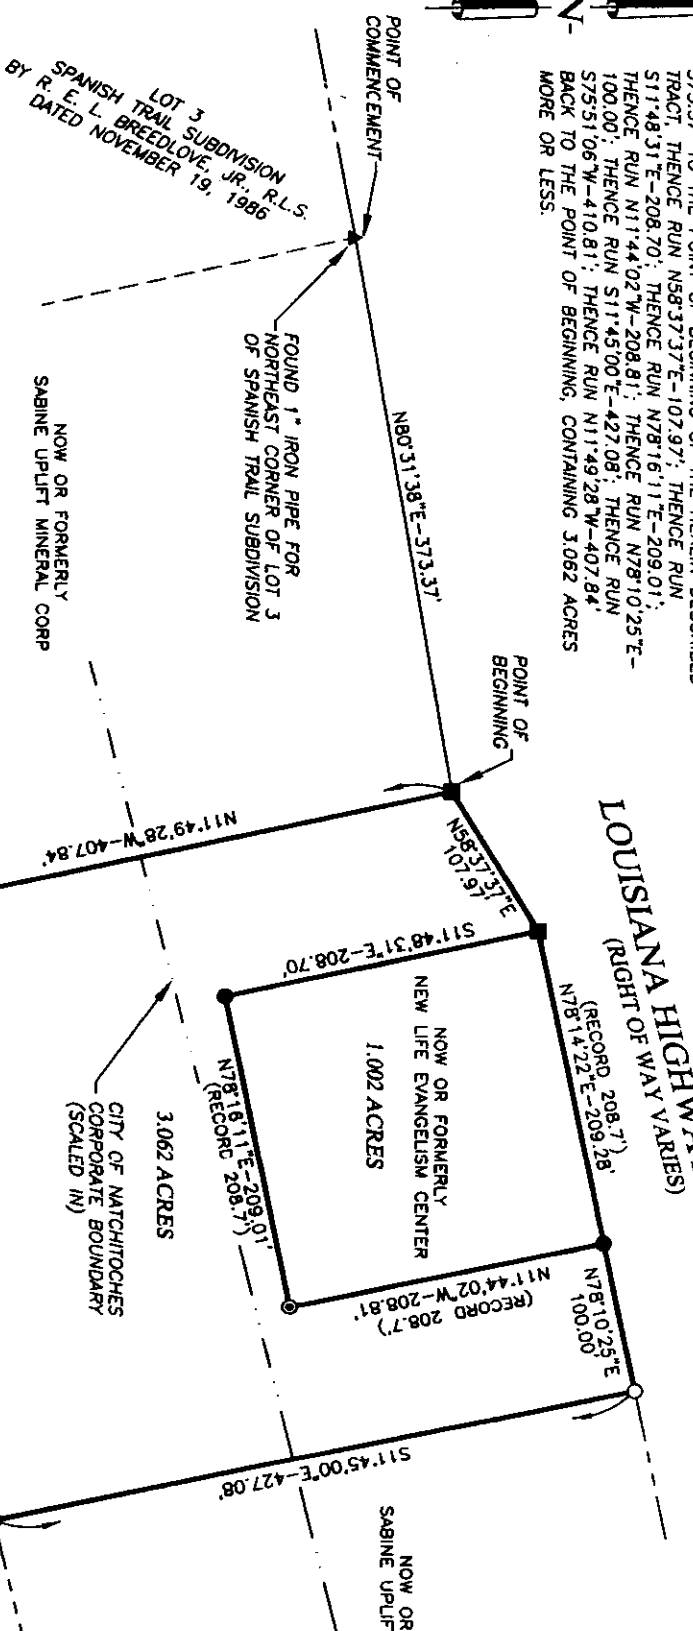 TRACT, THENCE RUN N58°37'37"E-107.97'; THENCE RUN
S11°48'31"E-208.70'; THENCE RUN N78°16'11"E-209.01';
THENCE RUN N11°44'02"W-208.81'; THENCE RUN N78°10'25"E-
100.00'; THENCE RUN S11°45'00"E-427.08'; THENCE RUN
S75°51'06"W-410.81'; THENCE RUN N11°49'28"W-407.84'
BACK TO THE POINT OF BEGINNING, CONTAINING 3.062 ACRES
MORE OR LESS.
N-
POINT OF
COMMENCEMENT
LOT 3
SPANISH TRAIL SUBDIVISION
BY R. E. L. BREEDLOVE, JR., R.L.S.
DATED NOVEMBER 19, 1986
FOUND 1" IRON PIPE FOR
NORTHEAST CORNER OF LOT 3
OF SPANISH TRAIL SUBDIVISION
NOW OR FORMERLY
SABINE UPLIFT MINERAL CORP
N80°31'38"E-373.37'
POINT OF
BEGINNING
LOUISIANA HIGHWA
(RIGHT OF WAY VARIES)
N58°37'37"E
107.97'
N11°49'28"W-407.84'
S11°48'31"E-208.70'
(RECORD 208.7')
N78°14'22"E-209.28'
NOW OR FORMERLY
NEW LIFE EVANGELISM CENTER
1.002 ACRES
N78°16'11"E-209.01'
(RECORD 208.7')
N11°44'02"W-208.81'
(RECORD 208.7')
N78°10'25"E
100.00'
3.062 ACRES
CITY OF NATCHITOCHES
CORPORATE BOUNDARY
(SCALED IN)
S11°45'00"E-427.08'
NOW OR
SABINE UPLIF